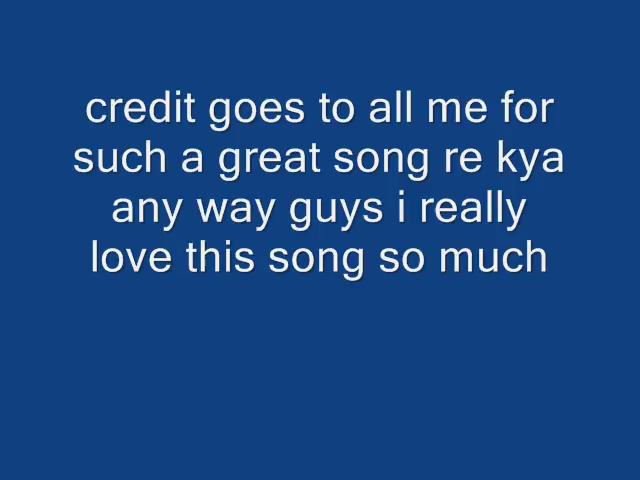 credit goes to all me for
such a great song re kya
any way guys i really
love this song so much